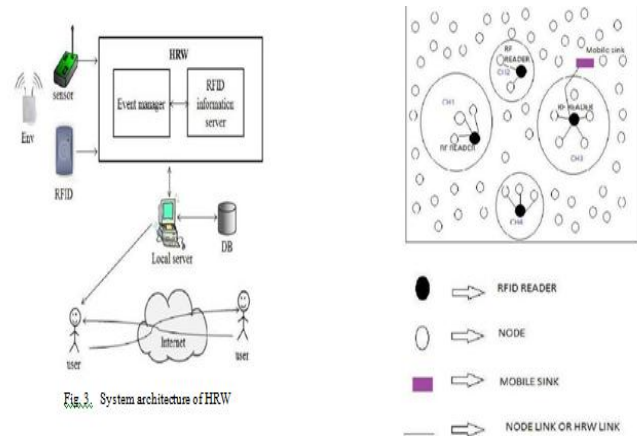 HRW
sensor
Event manager
RFID
information
server
Env
RFID
Local server
DB
user
Internet
user
Fig. 3. System architecture of HRW
RF
READER
CH2
Mobile sink
CH1
RF READER
RF READER
CH3
CH4
RFID READER
NODE
MOBILE SINK
NODE LINK OR HRW LINK